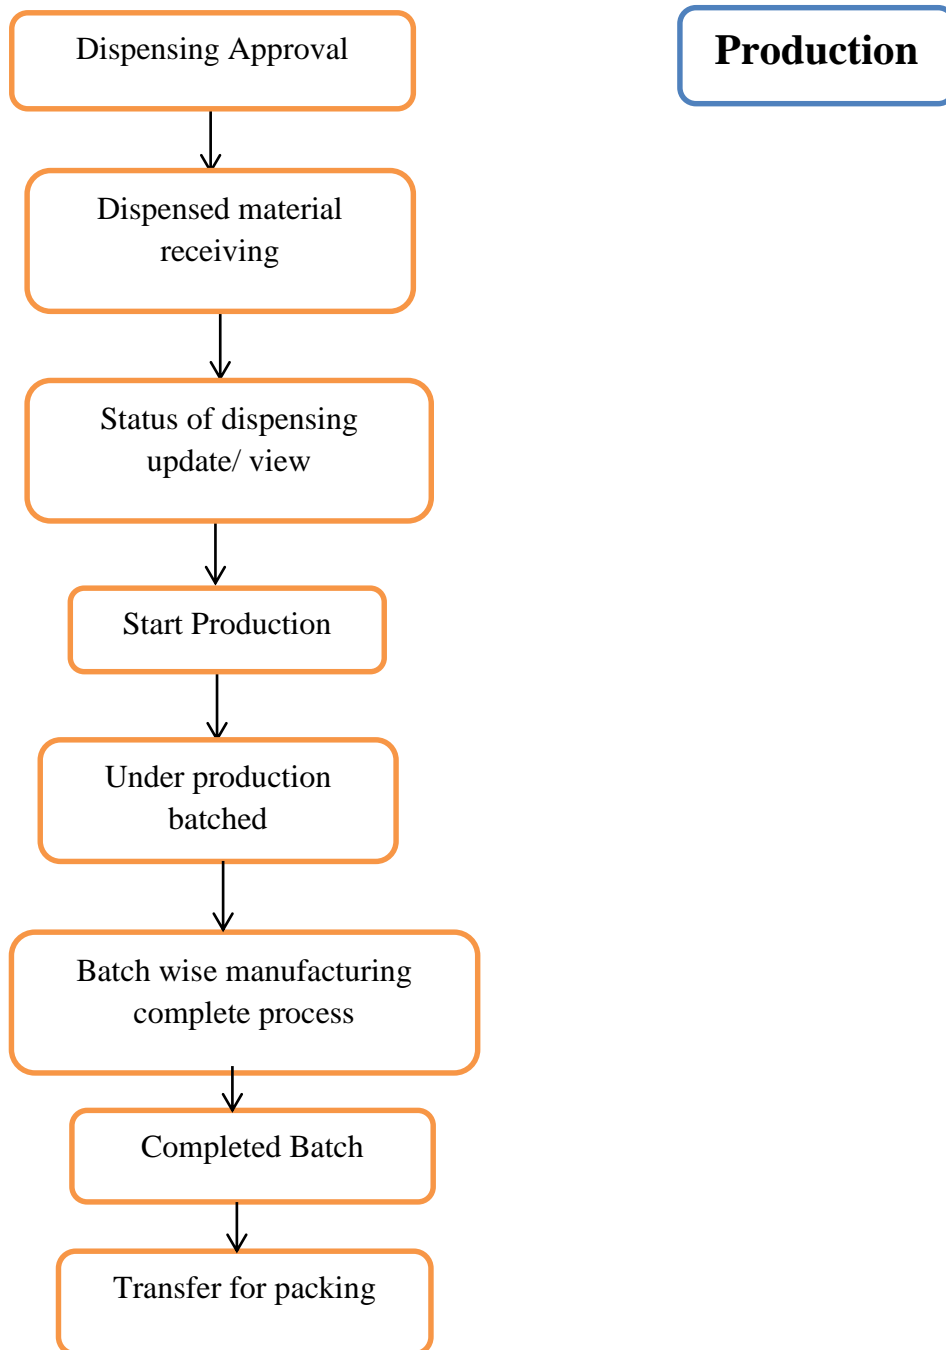 Dispensing Approval
Production
Dispensed material
receiving
Status of dispensing
update/ view
Start Production
Under production
batched
Batch wise manufacturing
complete process
Completed Batch
Transfer for packing